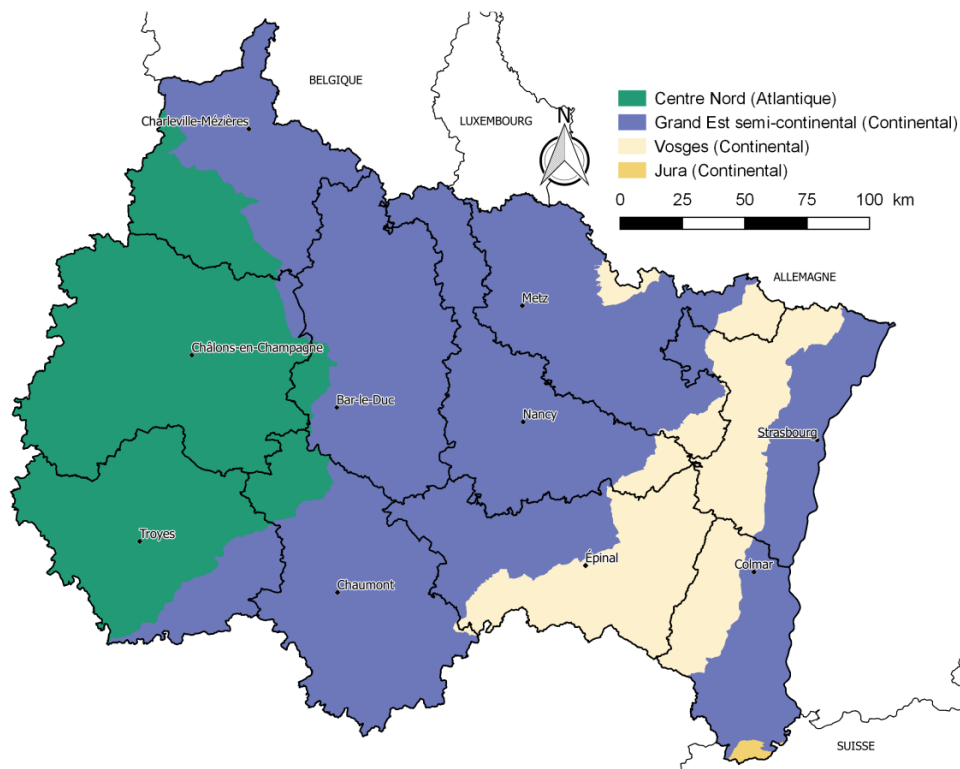 BELGIQUE
LUXEMBOURG
Charleville-Mézières
N
Centre Nord (Atlantique)
Grand Est semi-continental (Continental)
Vosges (Continental)
Jura (Continental)
0 25 50 75 100 km
ALLEMAGNE
Metz
Châlons-en-Champagne
Bar-le-Duc
Nancy
Strasbourg
Troyes
Épinal
Colmar
Chaumont
SUISSE